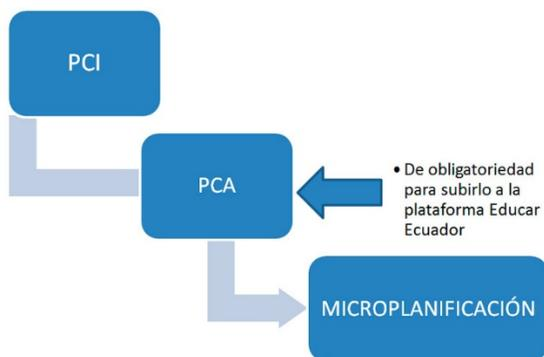 PCI
PCA
• De obligatoriedad
para subirlo a la
plataforma Educar
Ecuador
MICROPLANIFICACIÓN